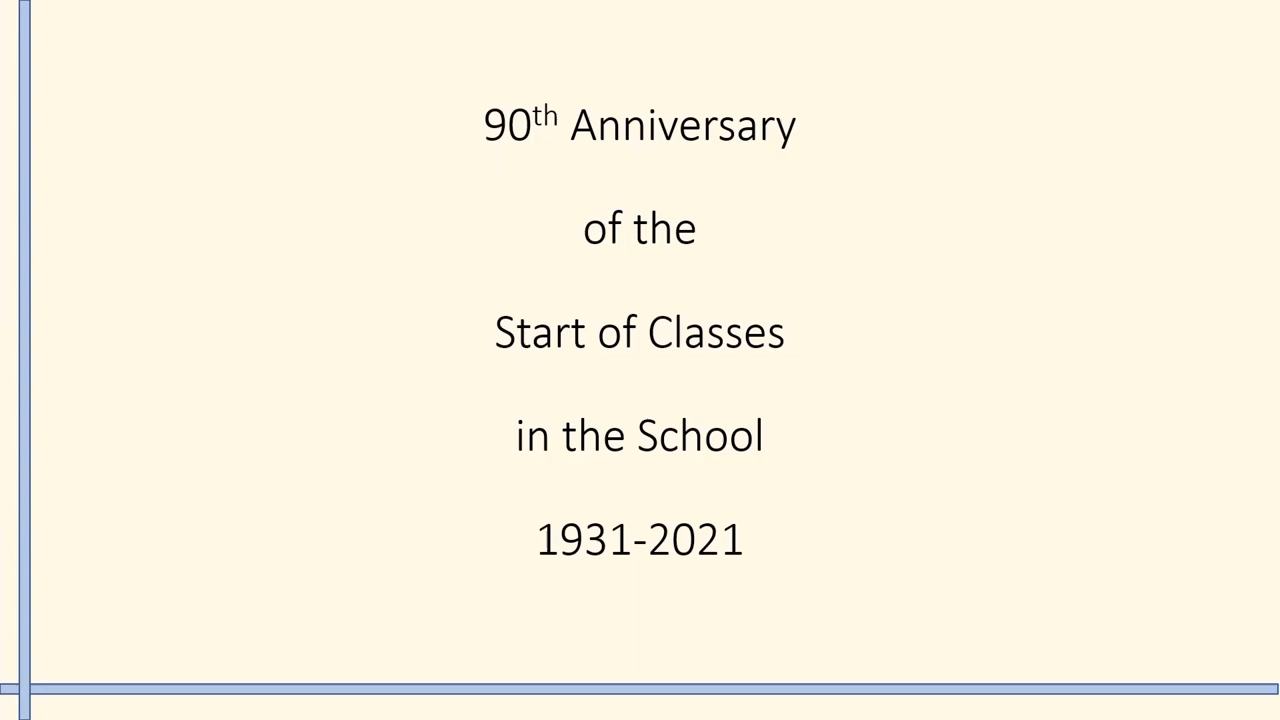 90th Anniversary
of the
Start of Classes
in the School
1931-2021